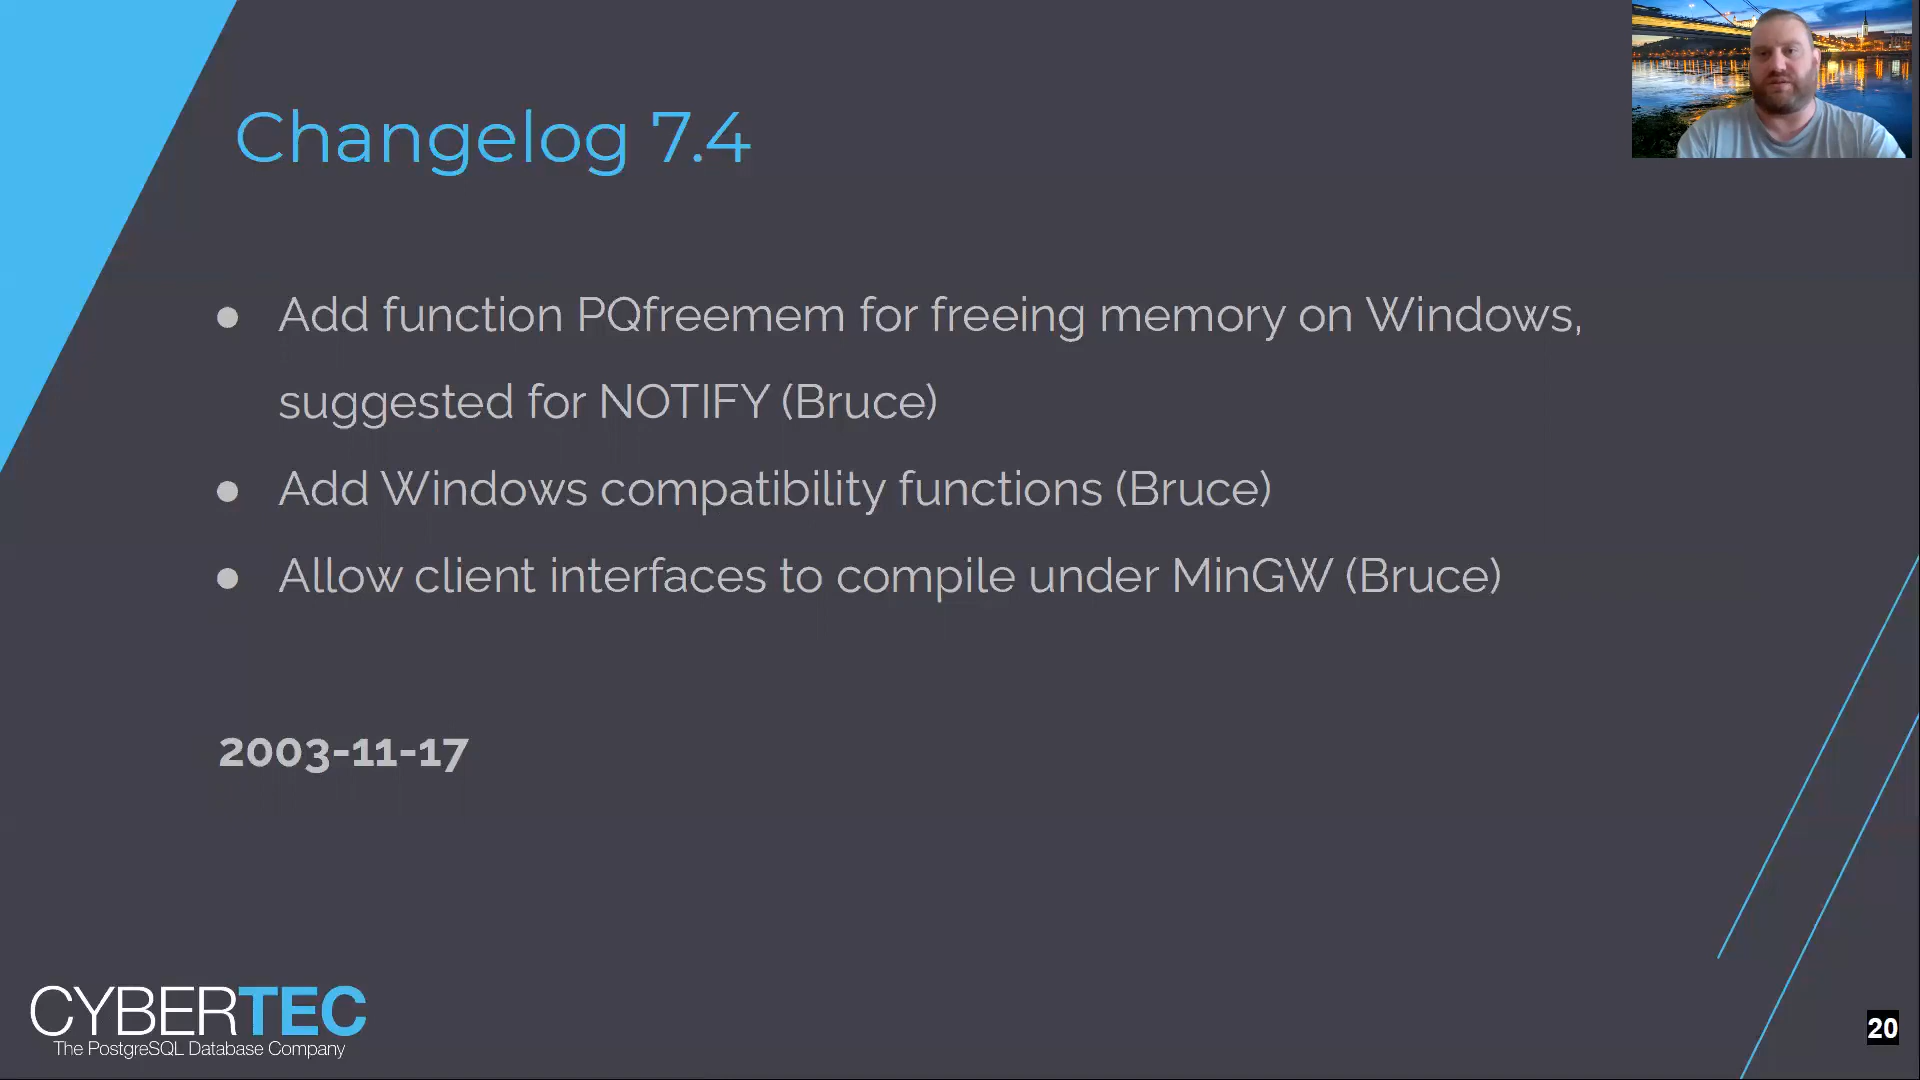 Changelog 7.4
● Add function PQfreemem for freeing memory on Windows,
suggested for NOTIFY (Bruce)
● Add Windows compatibility functions (Bruce)
● Allow client interfaces to compile under MinGW (Bruce)
2003-11-17
CYBERTEC
The PostgreSQL Database Company
20